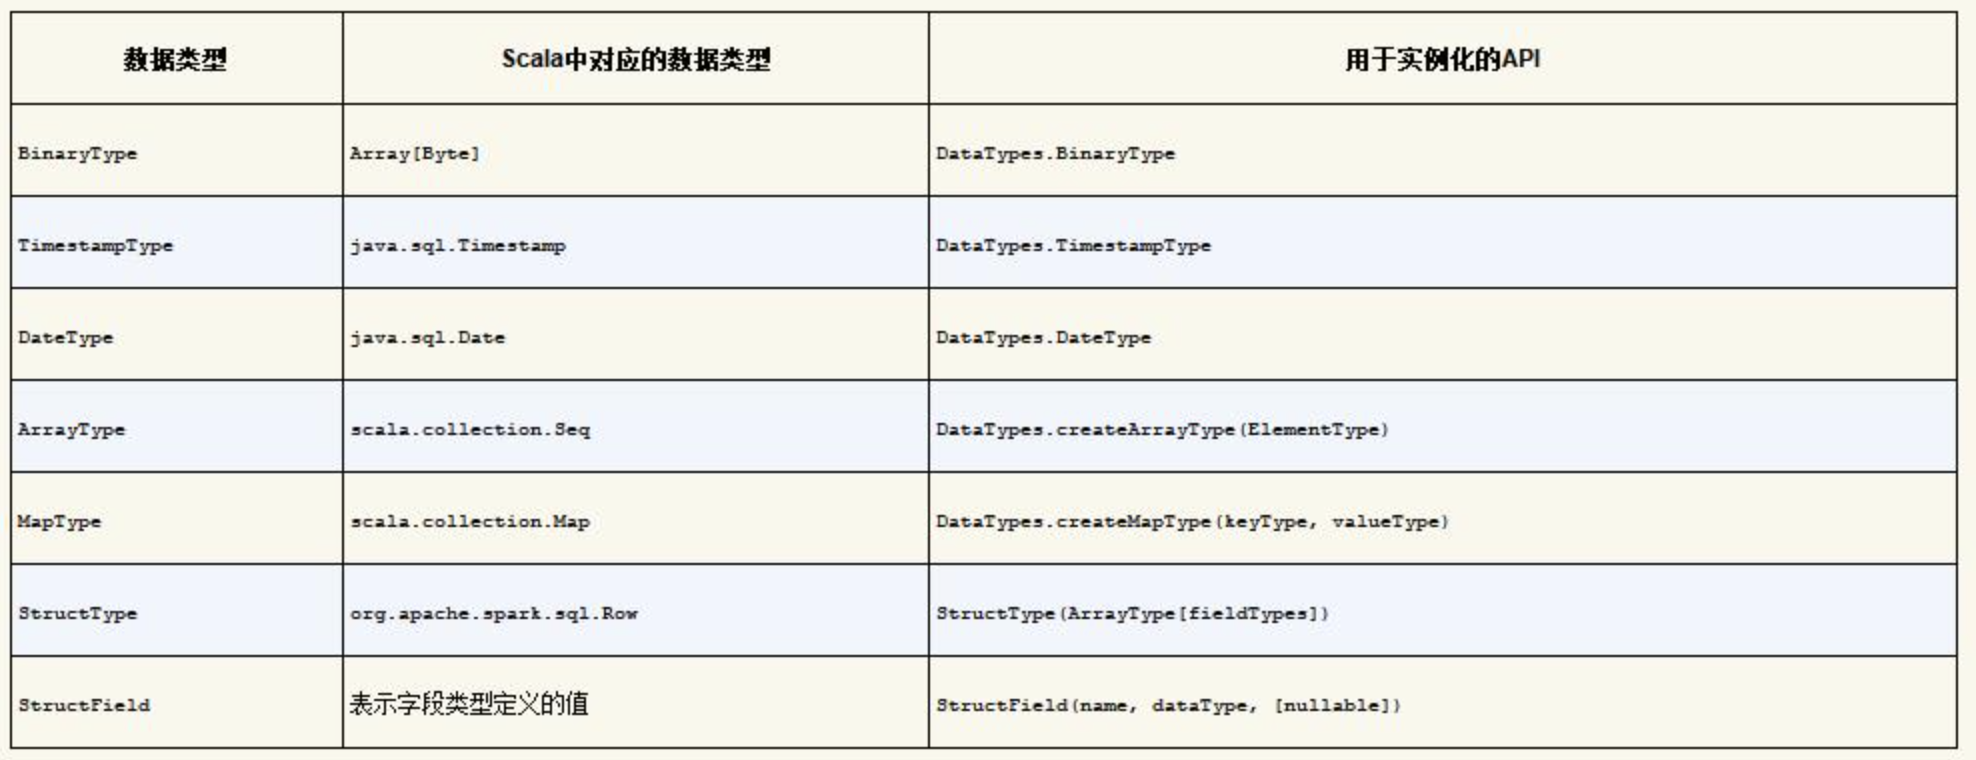 数据类型 Scala中对应的数据类型 用于实例化的API
BinaryType Array[Byte] DataTypes.BinaryType
TimestampType java.sql.Timestamp DataTypes.TimestampType
DateType java.sql.Date DataTypes.DateType
ArrayType scala.collection.Seq DataTypes.createArrayType(ElementType)
MapType scala.collection.Map DataTypes.createMapType(keyType, valueType)
StructType org.apache.spark.sql.Row StructType(ArrayType[fieldTypes])
StructField 表示字段类型定义的值 StructField(name, dataType, [nullable])